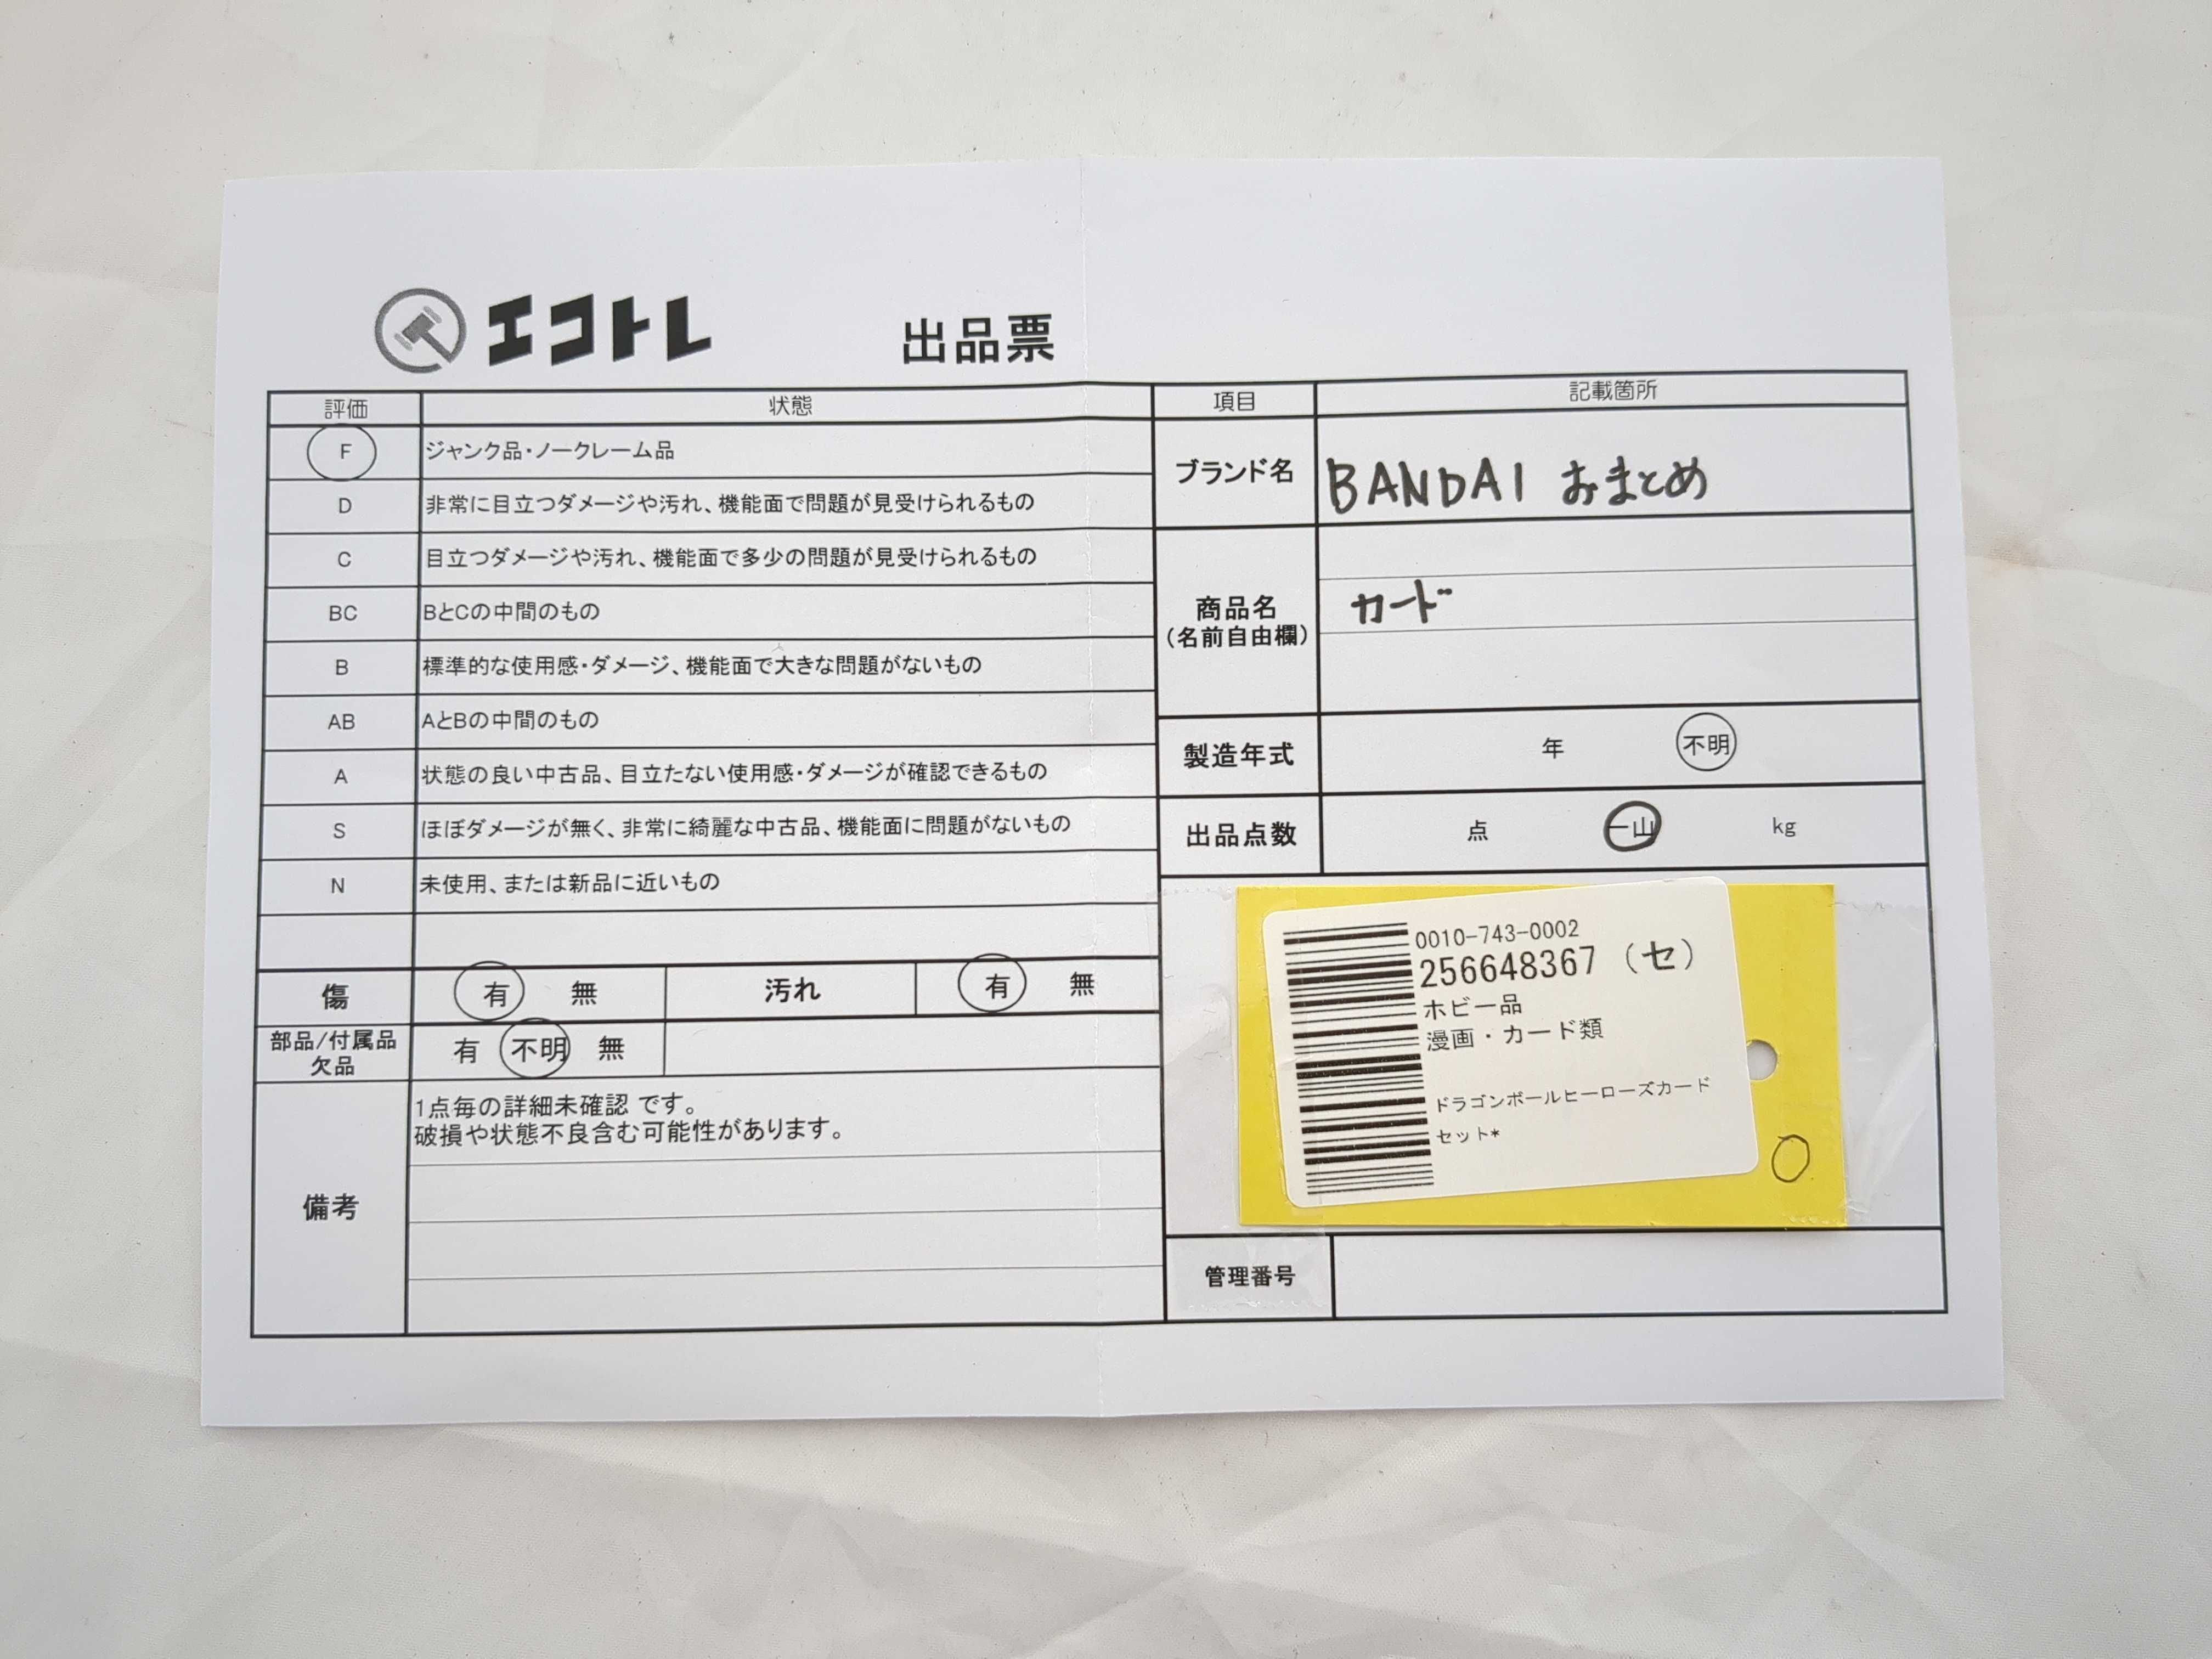 エコトレ
出品票
評価 状態
F ジャンク品・ノークレーム品
D 非常に目立つダメージや汚れ、機能面で問題が見受けられるもの
C 目立つダメージや汚れ、機能面で多少の問題が見受けられるもの
BC BとCの中間のもの
B 標準的な使用感・ダメージ、機能面で大きな問題がないもの
AB AとBの中間のもの
A 状態の良い中古品、目立たない使用感・ダメージが確認できるもの
S ほぼダメージが無く、非常に綺麗な中古品、機能面に問題がないもの
N 未使用、または新品に近いもの
傷 有 無 汚れ 有 無
部品/付属品
欠品
有 不明 無
備考
1点毎の詳細未確認 です。
破損や状態不良含む可能性があります。
項目 記載箇所
ブランド名 BANDAI おまとめ
商品名
(名前自由欄)
カード
製造年式 年 不明
出品点数 点 一山 kg
0010-743-0002
256648367 (セ)
ホビー品
漫画・カード類
ドラゴンボールヒーローズカード
セット*
管理番号